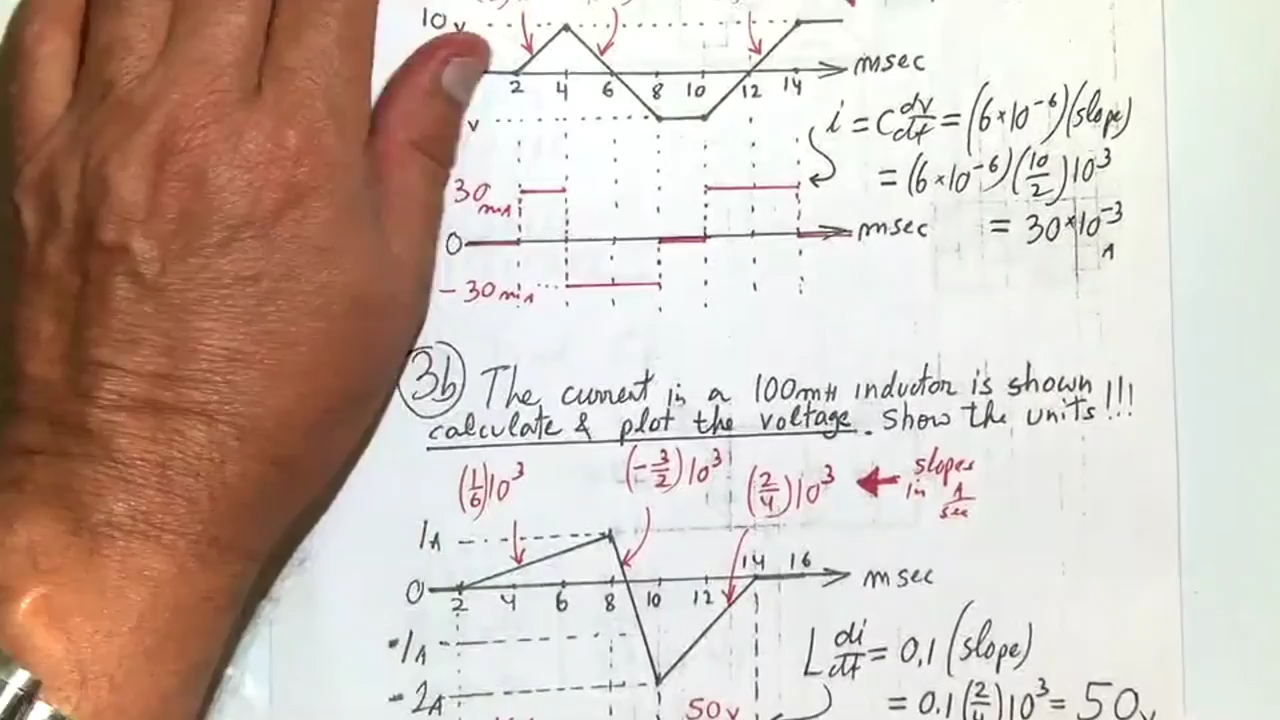 10 v
msec
2 4 6 8 10 12 14
v
i = C dv/dt = (6×10⁻⁶)(slope)
= (6×10⁻⁶)(10/2)10³
30 mA
0
msec
= 30×10⁻³
A
- 30 mA
3b The current in a 100mH inductor is shown !!!
calculate & plot the voltage. Show the units!!!
(1/6)10³ (-3/2)10³ (2/4)10³ slopes
in A/sec
1A
14 16
0
msec
2 4 6 8 10 12
-1A
L di/dt = 0.1 (slope)
-2A
50v
= 0.1 (2/4)10³ = 50v